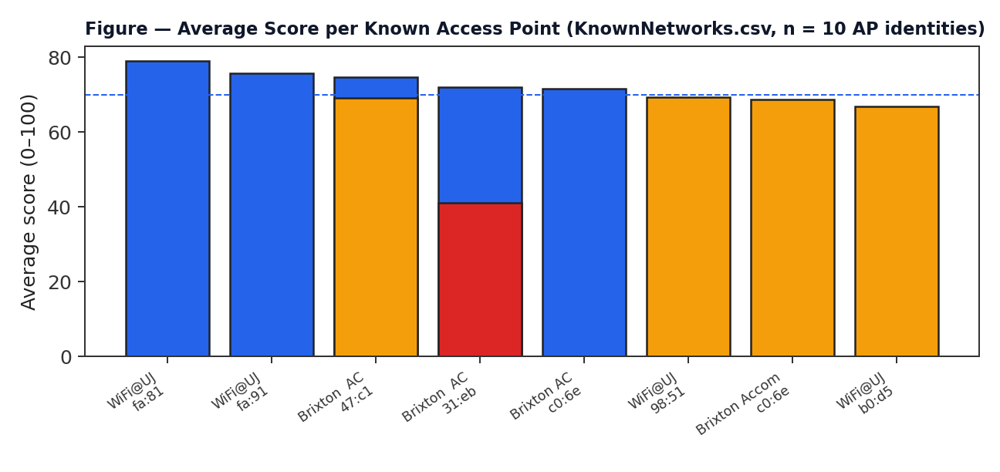 Figure — Average Score per Known Access Point (KnownNetworks.csv, n = 10 AP identities)
Average score (0–100)
80
60
40
20
0
WiFi@UJ
fa:81
WiFi@UJ
fa:91
Brixton  AC
47:c1
Brixton  AC
31:eb
Brixton AC
c0:6e
WiFi@UJ
98:51
Brixton Accom
c0:6e
WiFi@UJ
b0:d5